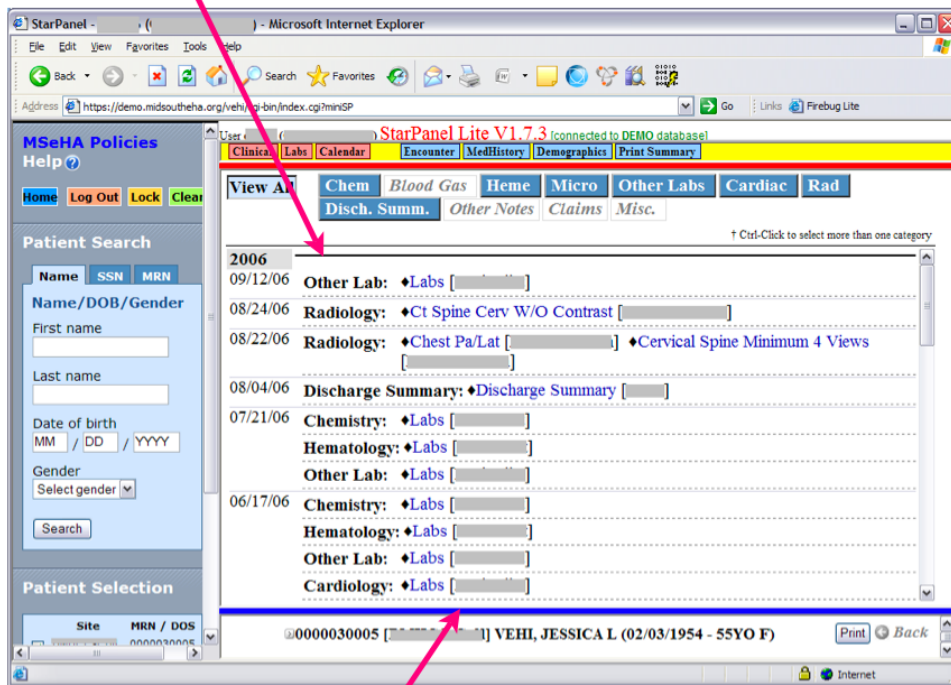 StarPanel - ( ) - Microsoft Internet Explorer
File Edit View Favorites Tools Help
Back Search Favorites
Address https://demo.midsoutheha.org/vehi/cgi-bin/index.cgi?miniSP Go Links Firebug Lite
MSeHA Policies
Help
Home Log Out Lock Clear
User ( ) StarPanel Lite V1.7.3 [connected to DEMO database]
Clinical Labs Calendar Encounter MedHistory Demographics Print Summary
View All Chem Blood Gas Heme Micro Other Labs Cardiac Rad
Disch. Summ. Other Notes Claims Misc.
† Ctrl-Click to select more than one category
Patient Search
Name SSN MRN
Name/DOB/Gender
First name
Last name
Date of birth
MM / DD / YYYY
Gender
Select gender
Search
Patient Selection
Site MRN / DOS
0000030005
2006
09/12/06 Other Lab: ♦Labs [ ]
08/24/06 Radiology: ♦Ct Spine Cerv W/O Contrast [ ]
08/22/06 Radiology: ♦Chest Pa/Lat [ ] ♦Cervical Spine Minimum 4 Views
[ ]
08/04/06 Discharge Summary: ♦Discharge Summary [ ]
07/21/06 Chemistry: ♦Labs [ ]
Hematology: ♦Labs [ ]
Other Lab: ♦Labs [ ]
06/17/06 Chemistry: ♦Labs [ ]
Hematology: ♦Labs [ ]
Other Lab: ♦Labs [ ]
Cardiology: ♦Labs [ ]
0000030005 [ ] VEHI, JESSICA L (02/03/1954 - 55YO F) Print Back
Internet